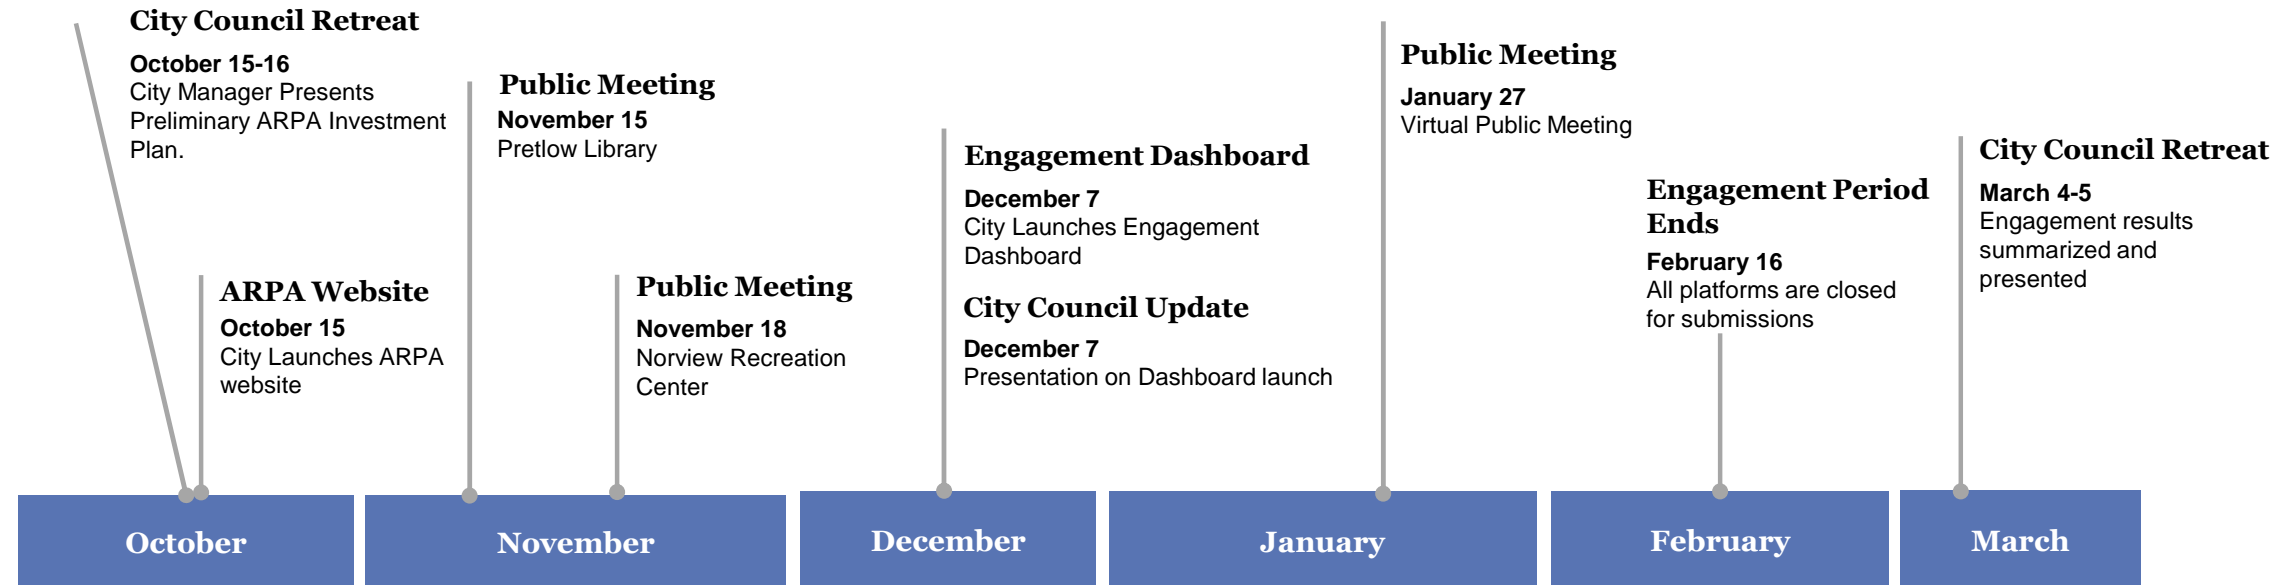 City Council Retreat
October 15-16
City Manager Presents
Preliminary ARPA Investment
Plan.
ARPA Website
October 15
City Launches ARPA
website
Public Meeting
November 15
Pretlow Library
Public Meeting
November 18
Norview Recreation
Center
Engagement Dashboard
December 7
City Launches Engagement
Dashboard
City Council Update
December 7
Presentation on Dashboard launch
Public Meeting
January 27
Virtual Public Meeting
Engagement Period
Ends
February 16
All platforms are closed
for submissions
City Council Retreat
March 4-5
Engagement results
summarized and
presented
October
November
December
January
February
March